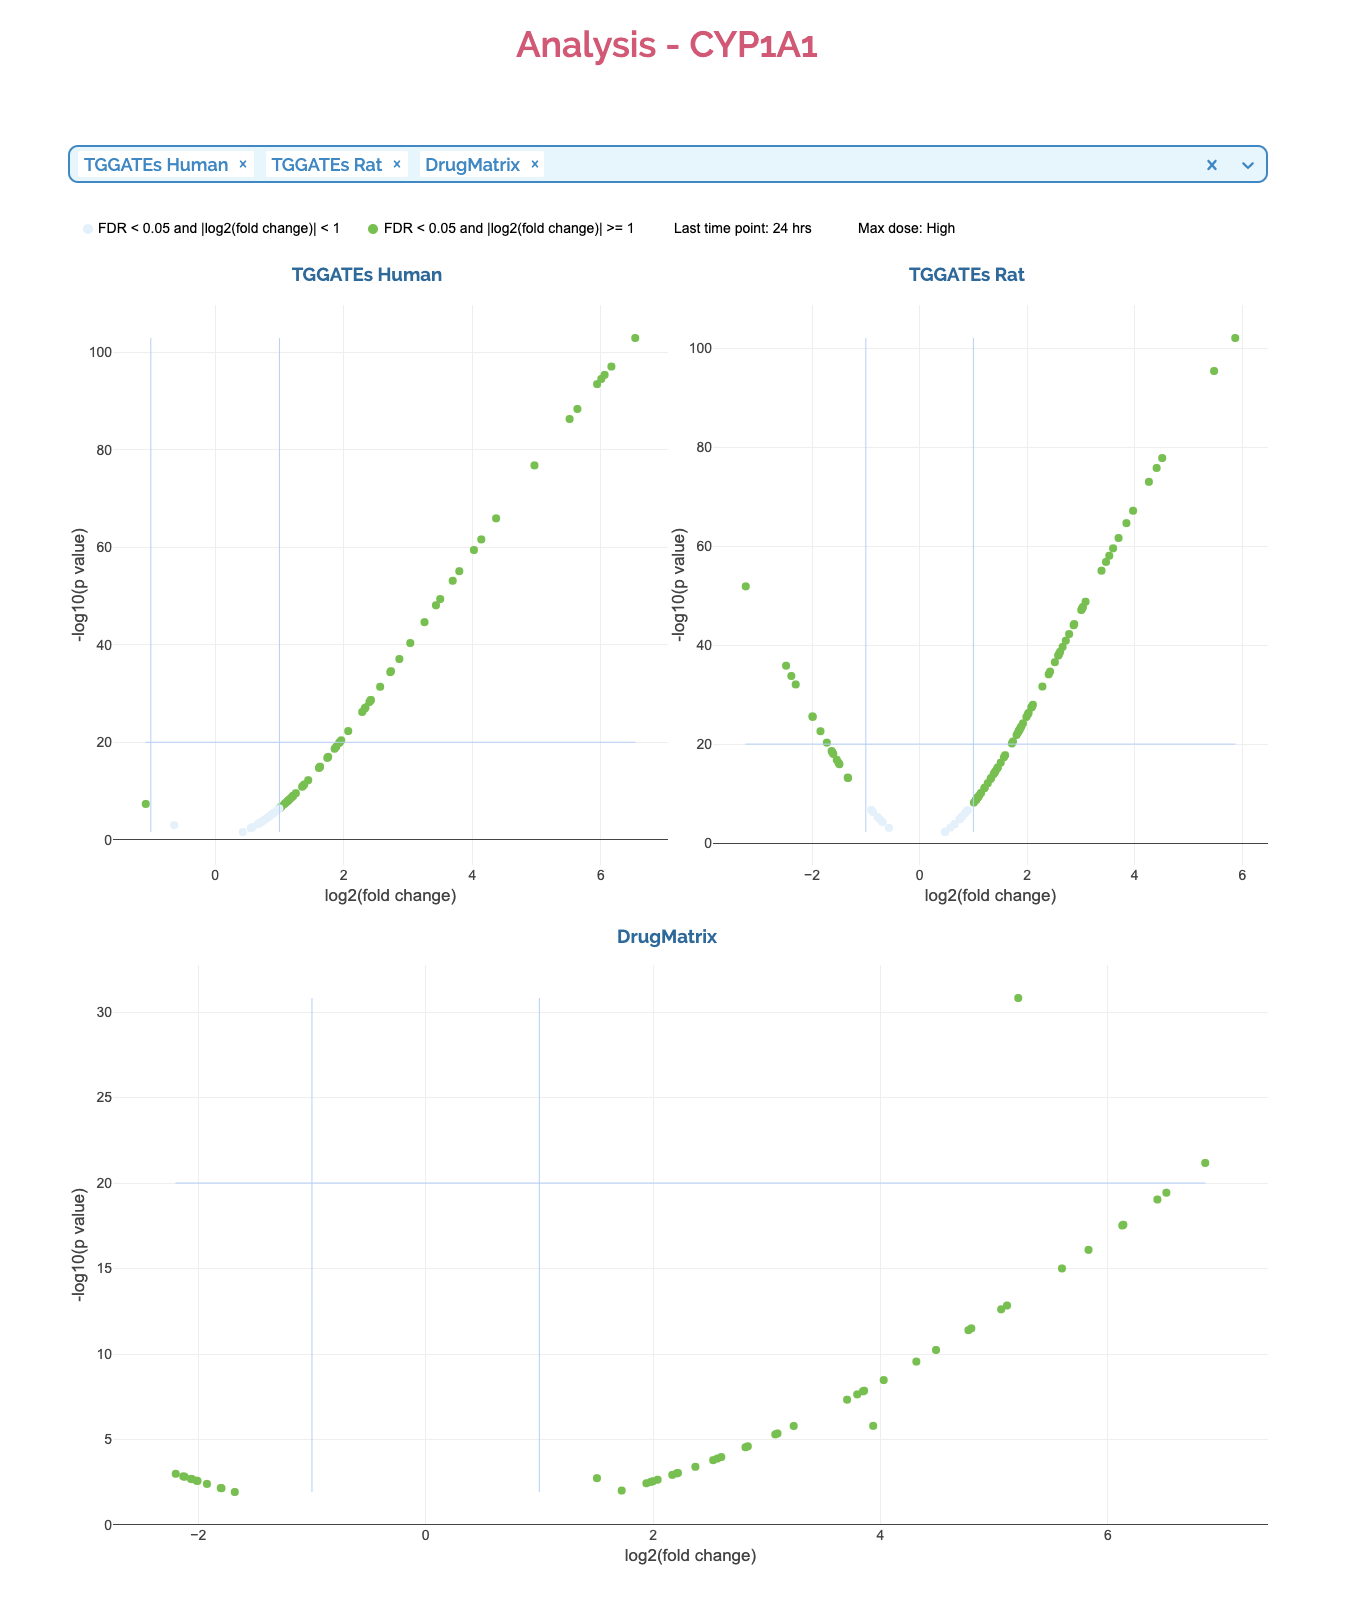 Analysis - CYP1A1
TGGATEs Human × TGGATEs Rat × DrugMatrix ×
FDR < 0.05 and |log2(fold change)| < 1 FDR < 0.05 and |log2(fold change)| >= 1 Last time point: 24 hrs Max dose: High
TGGATEs Human
100
80
60
40
20
0
-log10(p value)
0 2 4 6
log2(fold change)
TGGATEs Rat
100
80
60
40
20
0
-log10(p value)
−2 0 2 4 6
log2(fold change)
DrugMatrix
30
25
20
15
10
5
0
-log10(p value)
−2 0 2 4 6
log2(fold change)